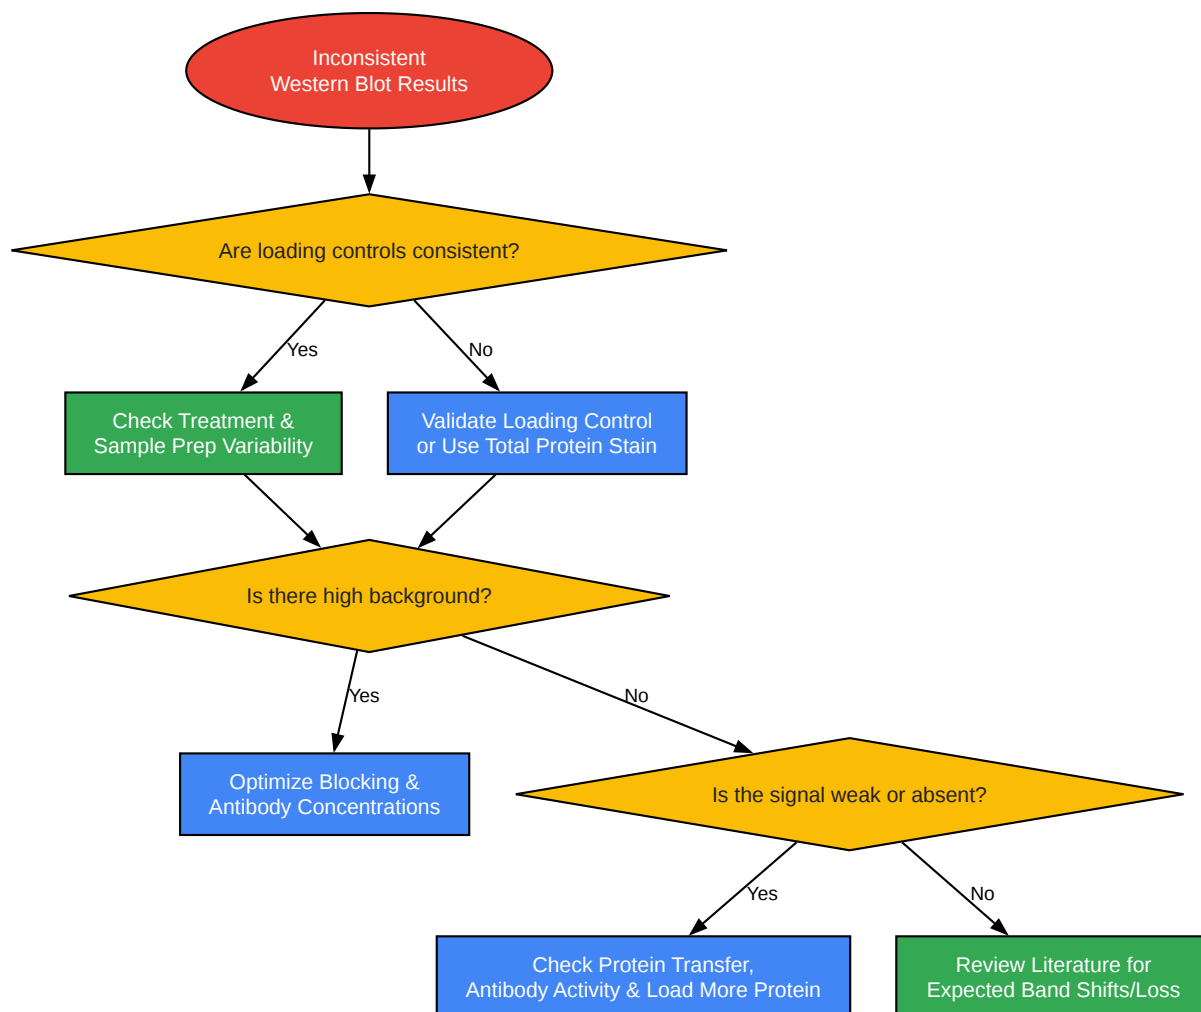 Inconsistent
Western Blot Results
Are loading controls consistent?
Yes
No
Check Treatment &
Sample Prep Variability
Validate Loading Control
or Use Total Protein Stain
Is there high background?
Yes
No
Optimize Blocking &
Antibody Concentrations
Is the signal weak or absent?
Yes
No
Check Protein Transfer,
Antibody Activity & Load More Protein
Review Literature for
Expected Band Shifts/Loss